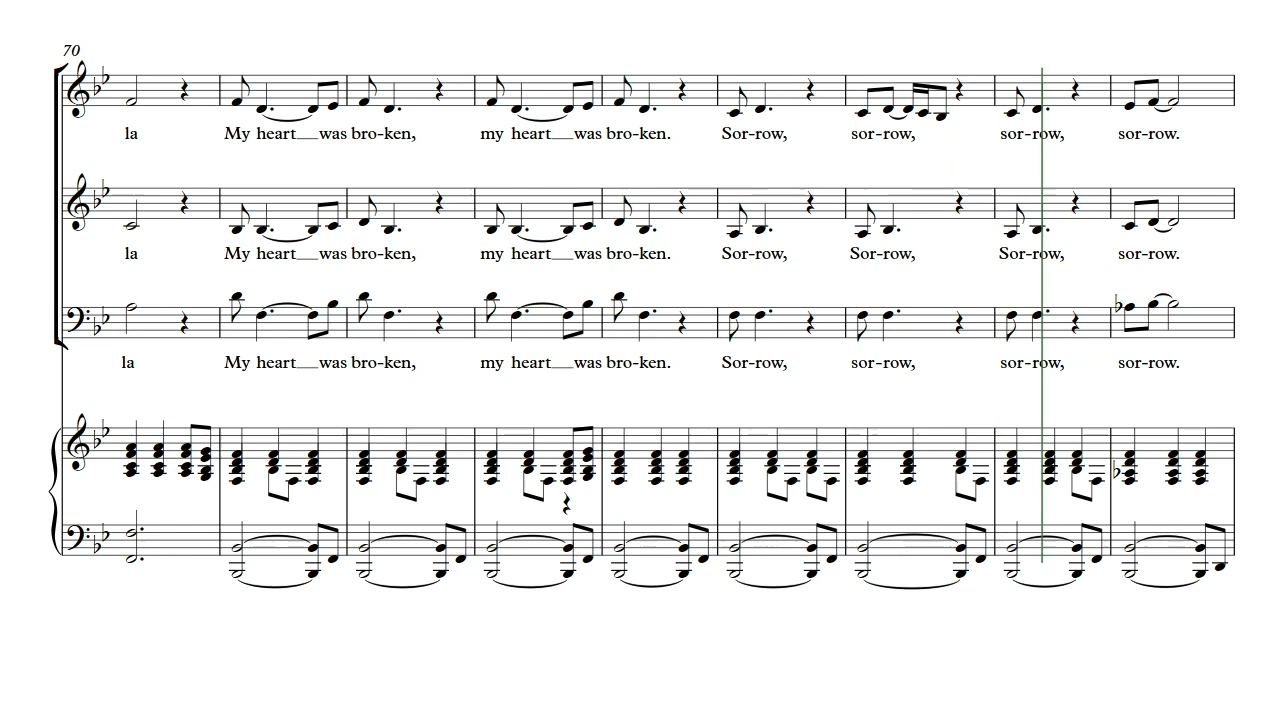 70
la My heart was bro-ken, my heart was bro-ken. Sor-row, sor-row, sor-row, sor-row.
la My heart was bro-ken, my heart was bro-ken. Sor-row, Sor-row, Sor-row, sor-row.
la My heart was bro-ken, my heart was bro-ken. Sor-row, sor-row, sor-row, sor-row.